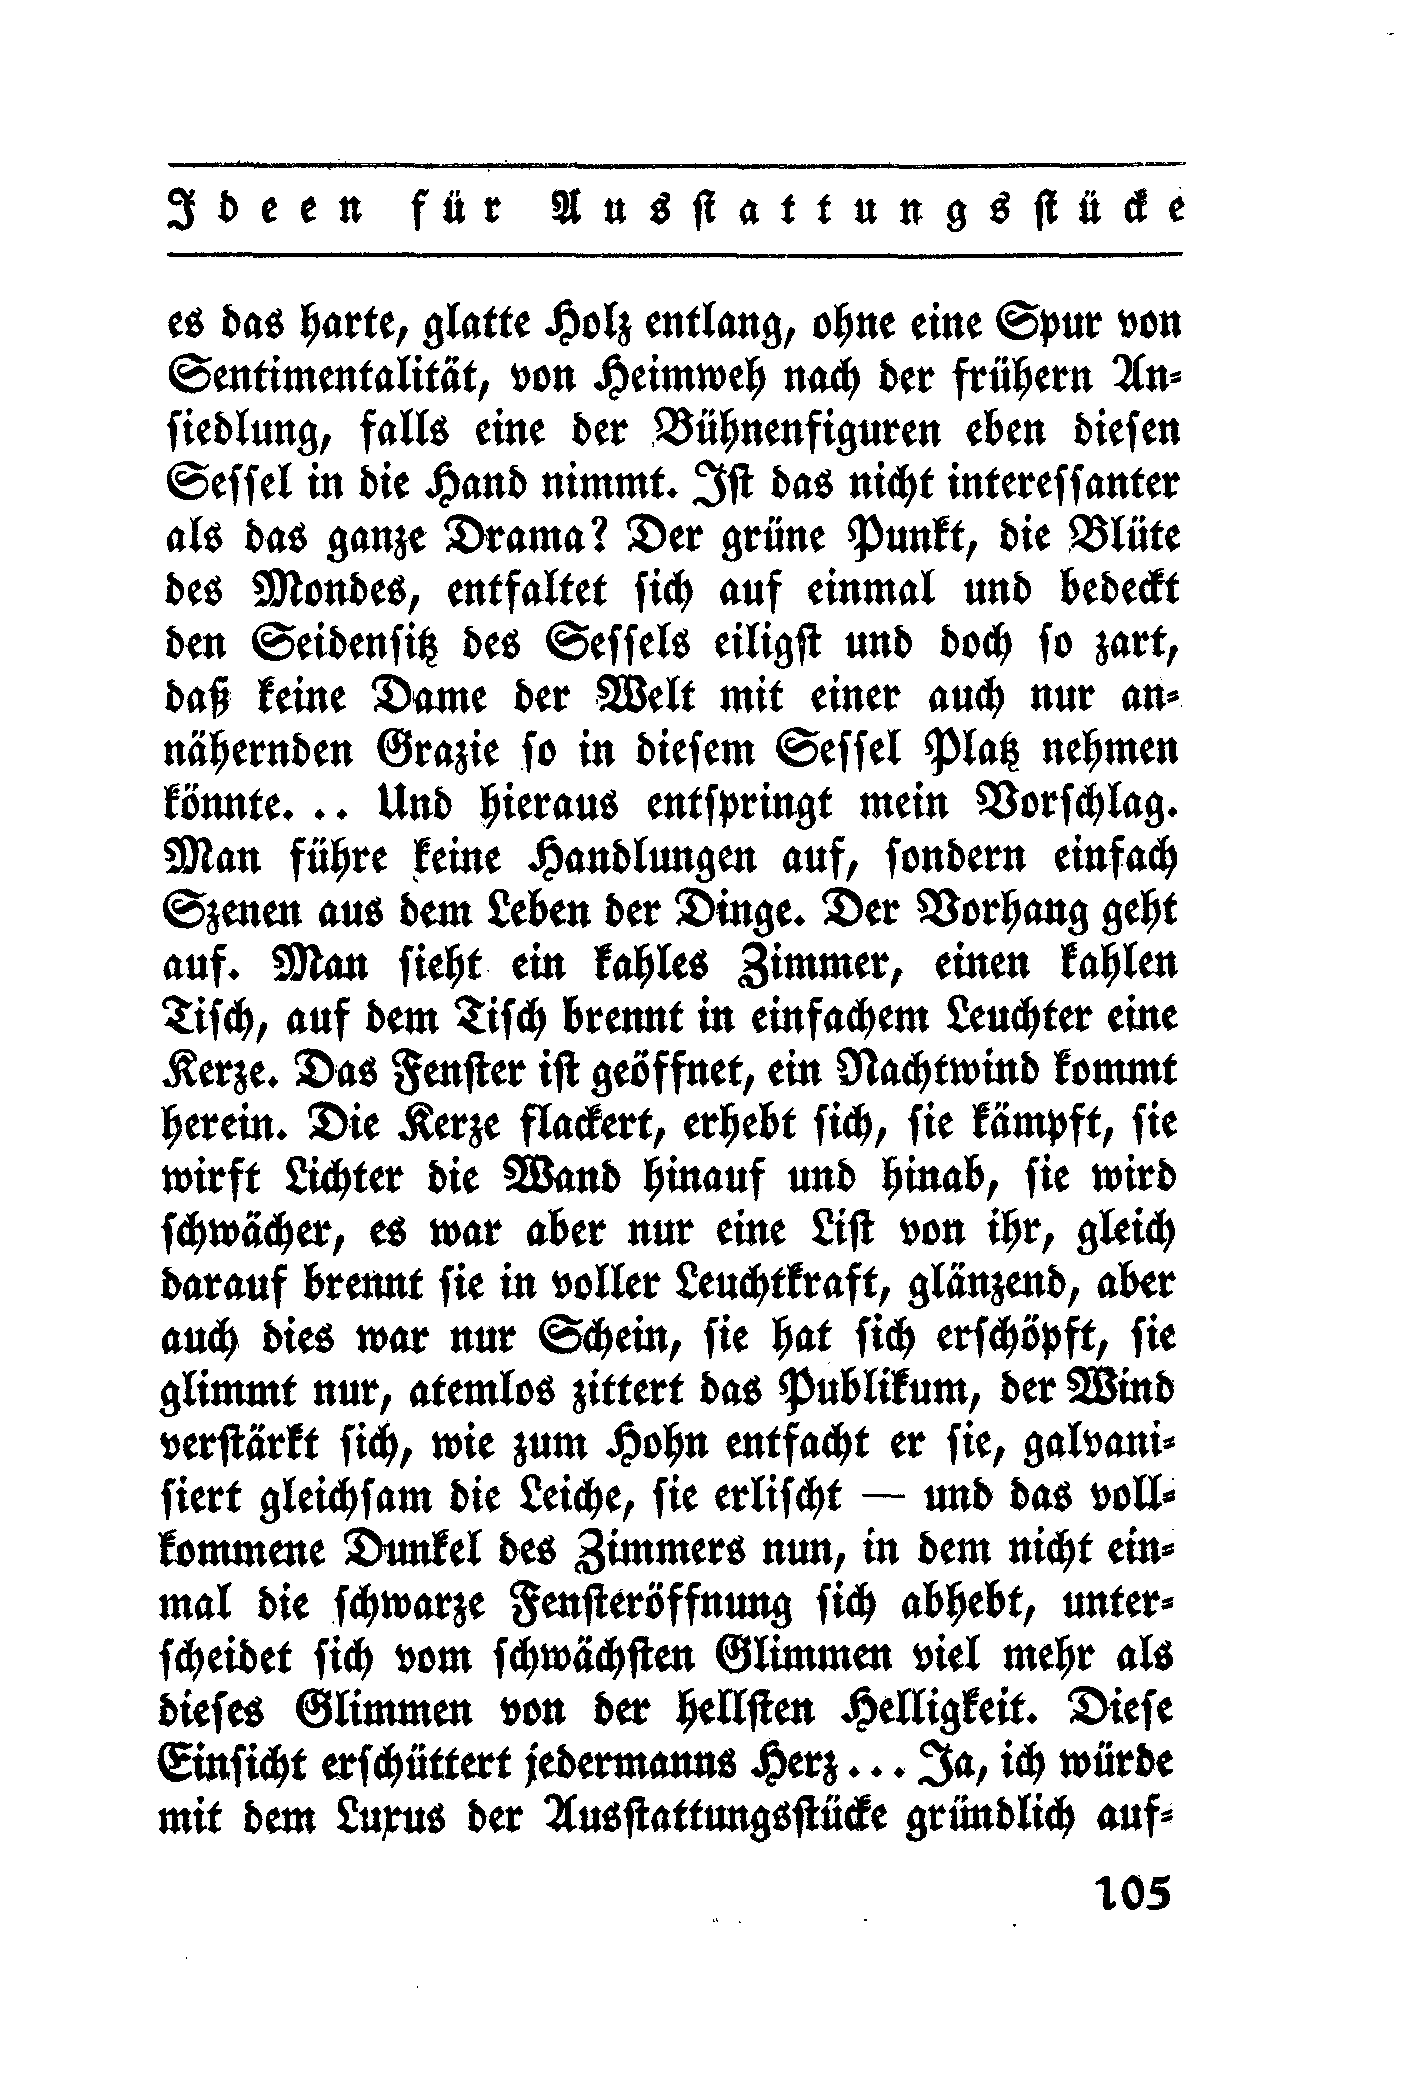 Ideen für Ausstattungsstücke
es das harte, glatte Holz entlang, ohne eine Spur von
Sentimentalität, von Heimweh nach der frühern An-
siedlung, falls eine der Bühnenfiguren eben diesen
Sessel in die Hand nimmt. Ist das nicht interessanter
als das ganze Drama? Der grüne Punkt, die Blüte
des Mondes, entfaltet sich auf einmal und bedeckt
den Seidensitz des Sessels eiligst und doch so zart,
daß keine Dame der Welt mit einer auch nur an-
nähernden Grazie so in diesem Sessel Platz nehmen
könnte... Und hieraus entspringt mein Vorschlag.
Man führe keine Handlungen auf, sondern einfach
Szenen aus dem Leben der Dinge. Der Vorhang geht
auf. Man sieht ein kahles Zimmer, einen kahlen
Tisch, auf dem Tisch brennt in einfachem Leuchter eine
Kerze. Das Fenster ist geöffnet, ein Nachtwind kommt
herein. Die Kerze flackert, erhebt sich, sie kämpft, sie
wirft Lichter die Wand hinauf und hinab, sie wird
schwächer, es war aber nur eine List von ihr, gleich
darauf brennt sie in voller Leuchtkraft, glänzend, aber
auch dies war nur Schein, sie hat sich erschöpft, sie
glimmt nur, atemlos zittert das Publikum, der Wind
verstärkt sich, wie zum Hohn entfacht er sie, galvani-
siert gleichsam die Leiche, sie erlischt — und das voll-
kommene Dunkel des Zimmers nun, in dem nicht ein-
mal die schwarze Fensteröffnung sich abhebt, unter-
scheidet sich vom schwächsten Glimmen viel mehr als
dieses Glimmen von der hellsten Helligkeit. Diese
Einsicht erschüttert jedermanns Herz... Ja, ich würde
mit dem Luxus der Ausstattungsstücke gründlich auf-
105